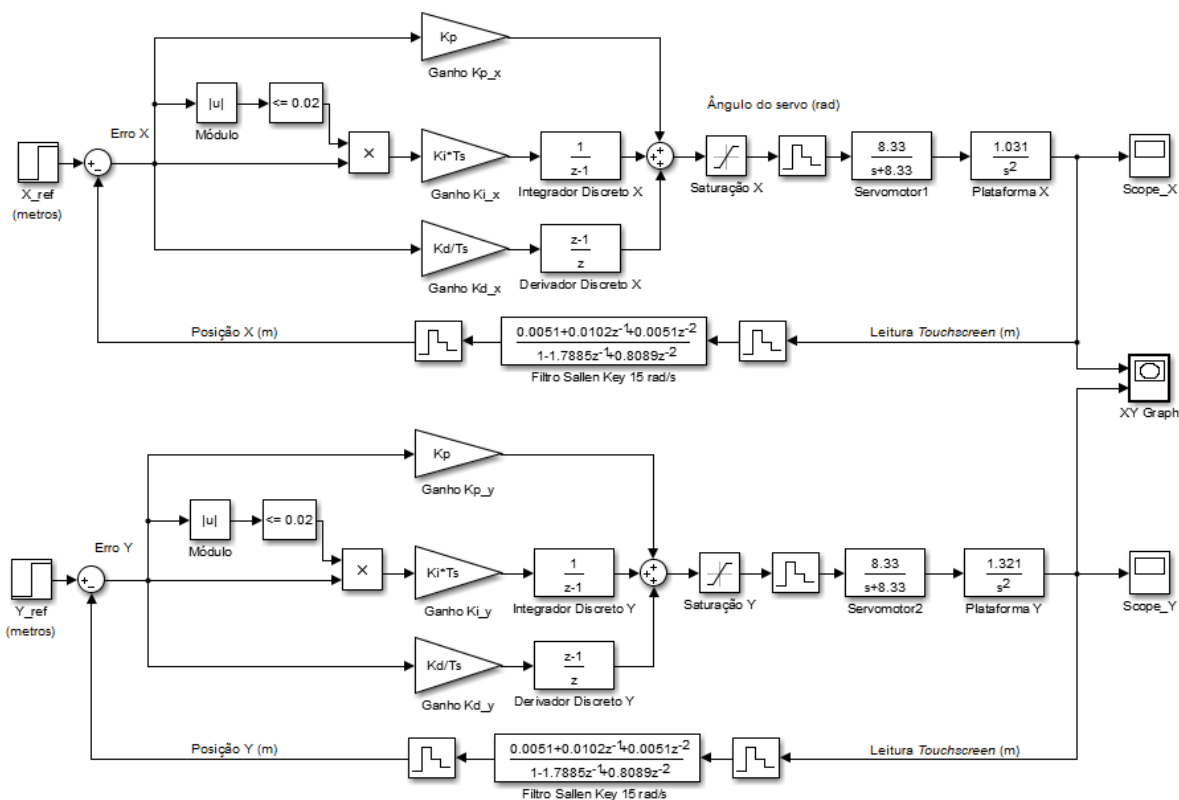 Kp
Ganho Kp_x
|u|
Módulo
<= 0.02
×
Erro X
X_ref
(metros)
+
-
Ki*Ts
Ganho Ki_x
1
z-1
Integrador Discreto X
Kd/Ts
Ganho Kd_x
z-1
z
Derivador Discreto X
+
+
+
Ângulo do servo (rad)
Saturação X
8.33
s+8.33
Servomotor1
1.031
s2
Plataforma X
Scope_X
Posição X (m)
0.0051+0.0102z-1+0.0051z-2
1-1.7885z-1+0.8089z-2
Filtro Sallen Key 15 rad/s
Leitura Touchscreen (m)
XY Graph
Kp
Ganho Kp_y
|u|
Módulo
<= 0.02
×
Erro Y
Y_ref
(metros)
+
-
Ki*Ts
Ganho Ki_y
1
z-1
Integrador Discreto Y
Kd/Ts
Ganho Kd_y
z-1
z
Derivador Discreto Y
+
+
+
Saturação Y
8.33
s+8.33
Servomotor2
1.321
s2
Plataforma Y
Scope_Y
Posição Y (m)
0.0051+0.0102z-1+0.0051z-2
1-1.7885z-1+0.8089z-2
Filtro Sallen Key 15 rad/s
Leitura Touchscreen (m)